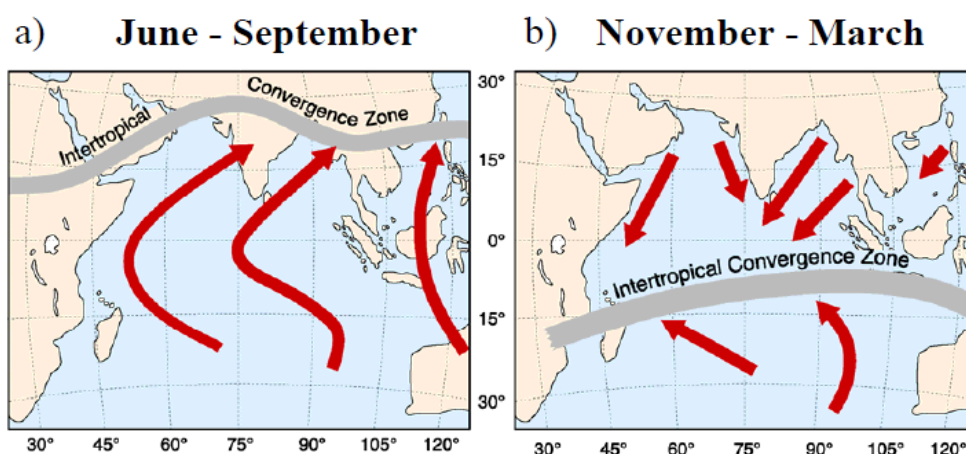 a) June - September
Intertropical Convergence Zone
30°
15°
0°
15°
30°
30° 45° 60° 75° 90° 105° 120°
b) November - March
Intertropical Convergence Zone
30° 45° 60° 75° 90° 105° 120°